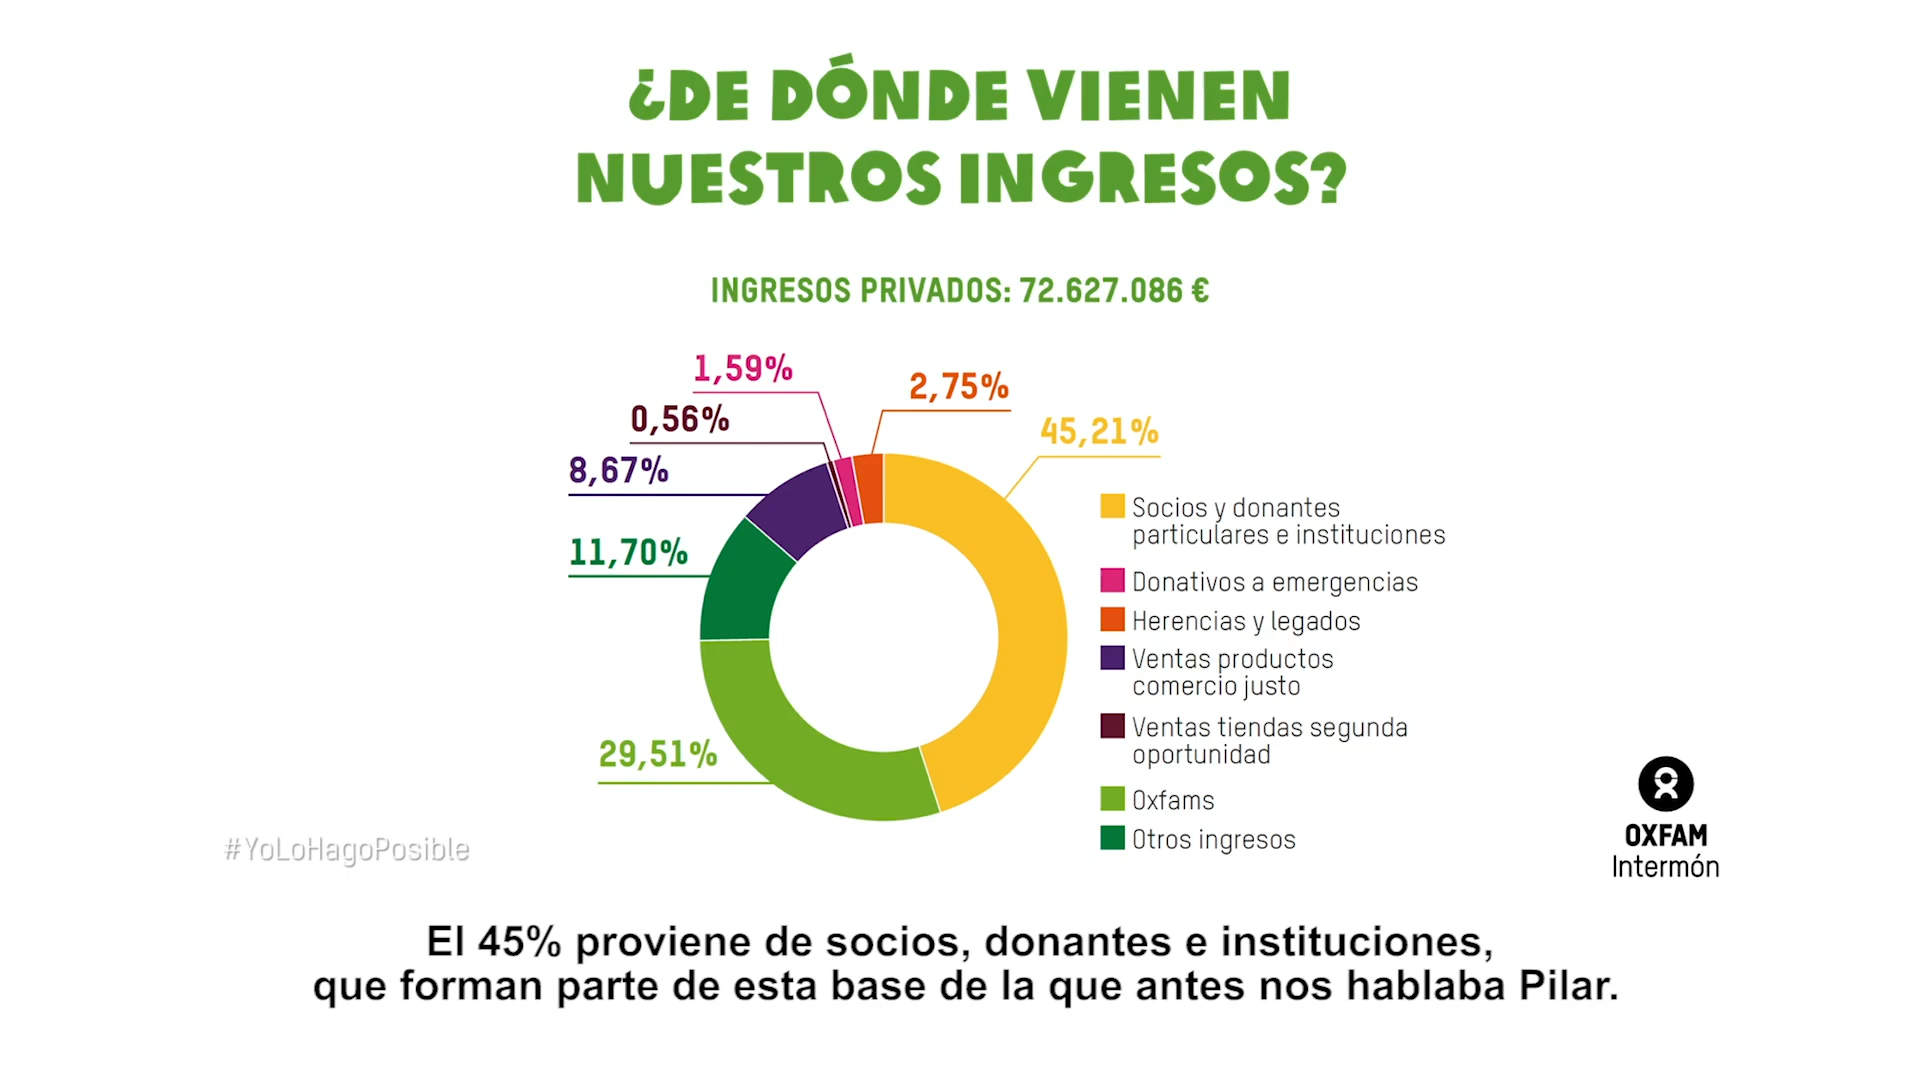 ¿DE DÓNDE VIENEN
NUESTROS INGRESOS?
INGRESOS PRIVADOS: 72.627.086 €
1,59%
2,75%
0,56%
45,21%
8,67%
11,70%
29,51%
Socios y donantes
particulares e instituciones
Donativos a emergencias
Herencias y legados
Ventas productos
comercio justo
Ventas tiendas segunda
oportunidad
Oxfams
Otros ingresos
#YoLoHagoPosible
OXFAM
Intermón
El 45% proviene de socios, donantes e instituciones,
que forman parte de esta base de la que antes nos hablaba Pilar.